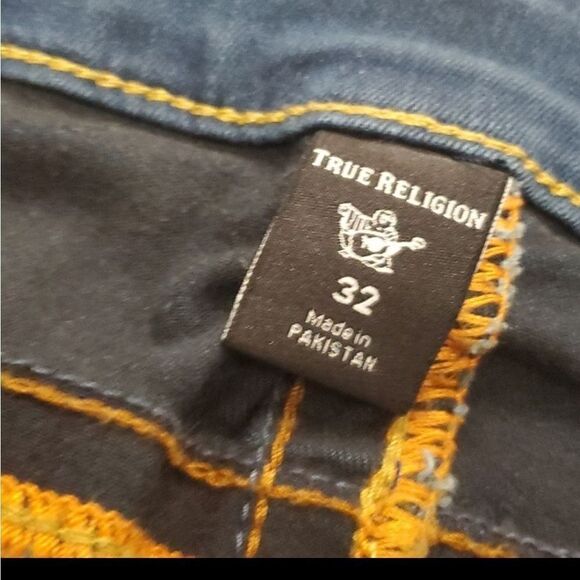 TRUE RELIGION
32
Made in
PAKISTAN